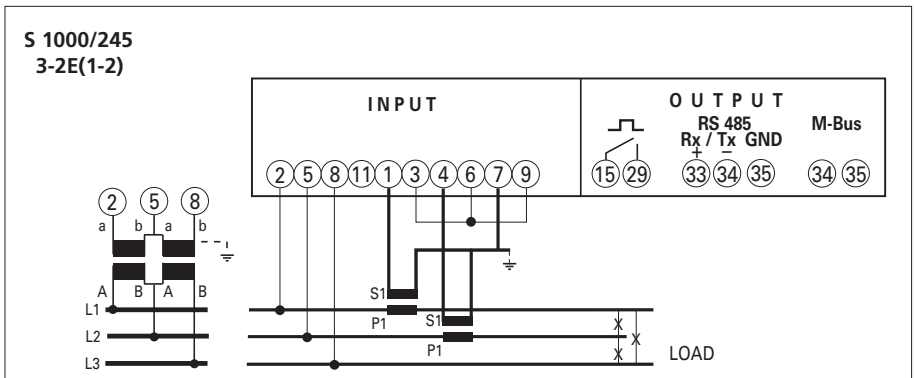 S 1000/245
3-2E(1-2)
INPUT
OUTPUT
RS 485
Rx / Tx GND
M-Bus
+ −
2 5 8 11 1 3 4 6 7 9
15 29 33 34 35 34 35
2 5 8
a b a b
A B A B
S1
L1
P1 S1
L2
P1
X
X
X
L3
LOAD